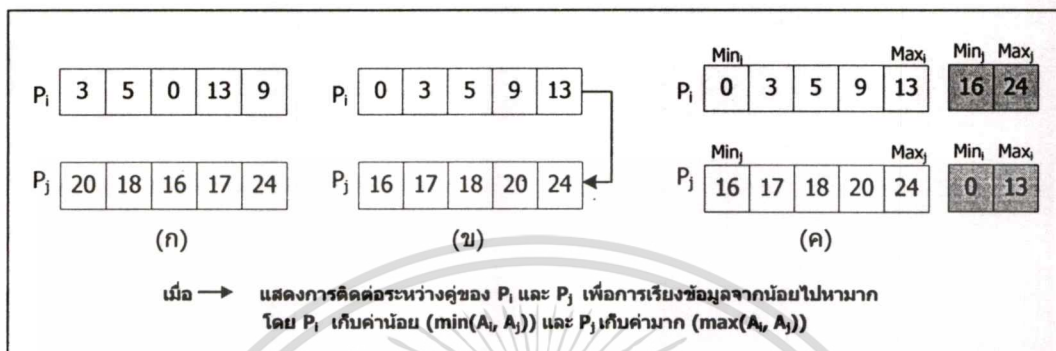 Minᵢ Maxᵢ Minⱼ Maxⱼ
Pᵢ 3 5 0 13 9 Pᵢ 0 3 5 9 13 Pᵢ 0 3 5 9 13 16 24
Minⱼ Maxⱼ Minᵢ Maxᵢ
Pⱼ 20 18 16 17 24 Pⱼ 16 17 18 20 24 Pⱼ 16 17 18 20 24 0 13
(ก) (ข) (ค)
เมื่อ → แสดงการติดต่อระหว่างคู่ของ Pᵢ และ Pⱼ เพื่อการเรียงข้อมูลจากน้อยไปหามาก
โดย Pᵢ เก็บค่าน้อย (min(Aᵢ, Aⱼ)) และ Pⱼ เก็บค่ามาก (max(Aᵢ, Aⱼ))